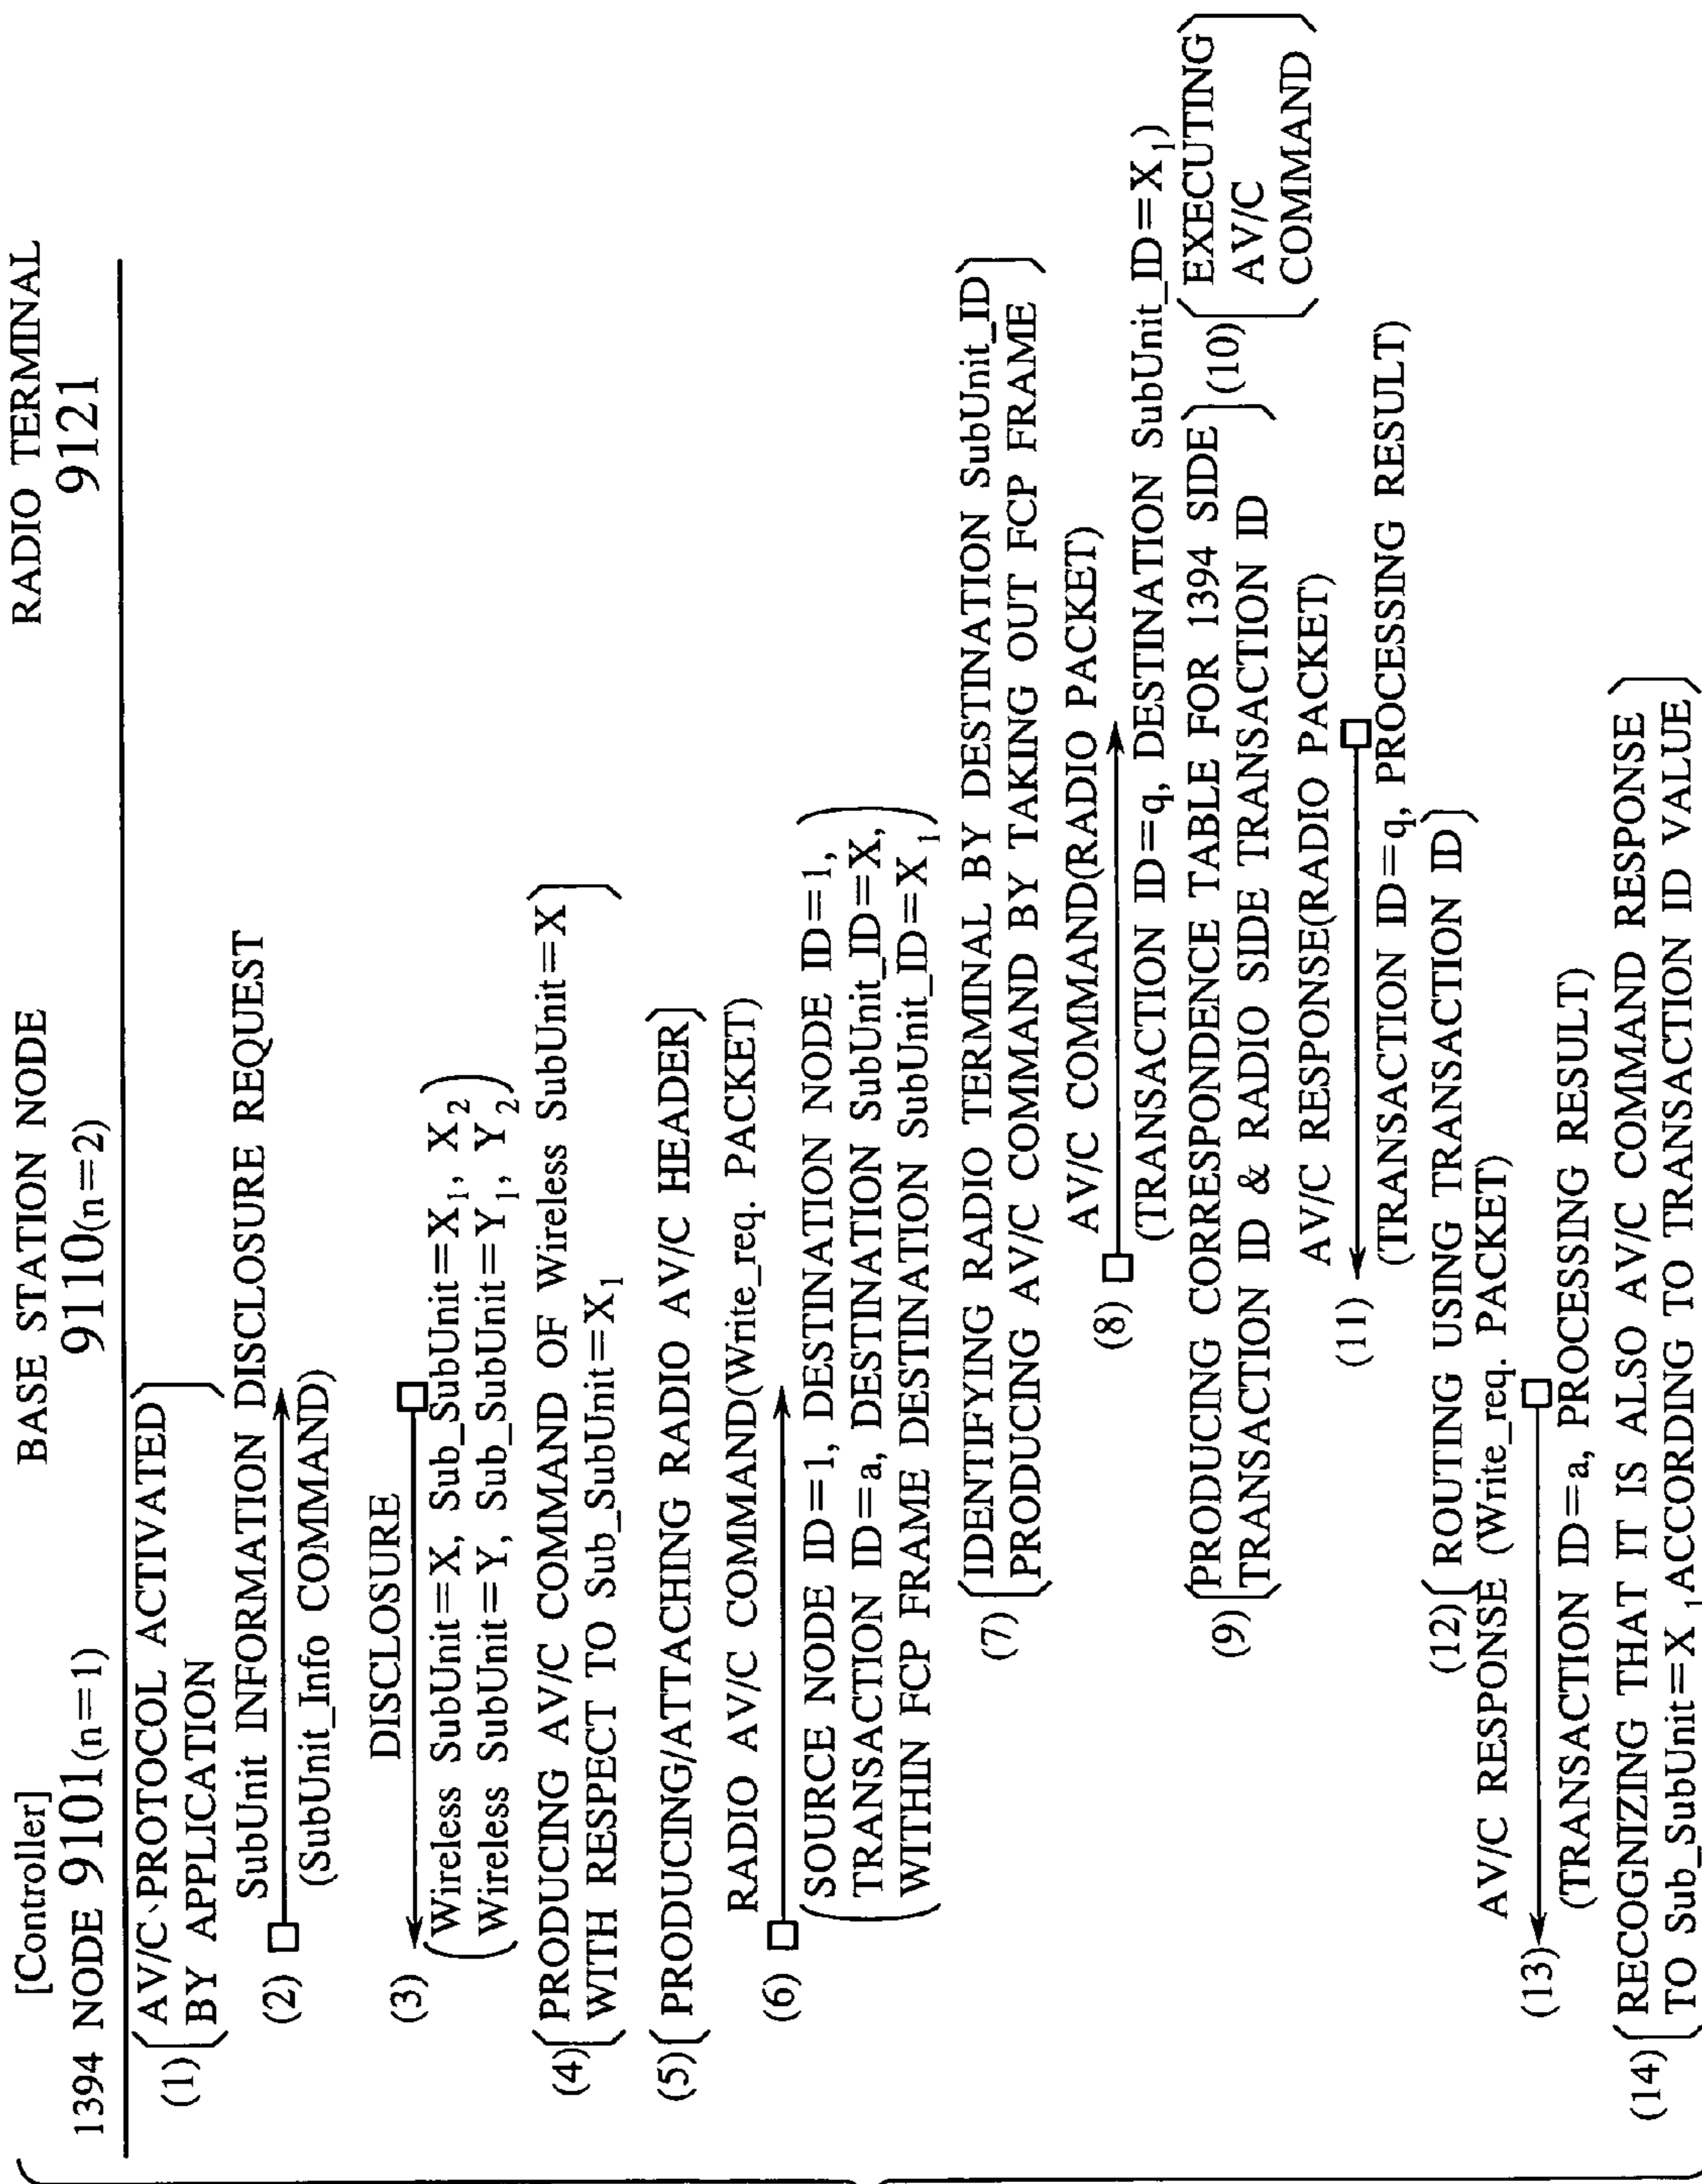 [Controller]
1394 NODE 9101(n=1)
BASE STATION NODE
9110(n=2)
RADIO TERMINAL
9121
(1) AV/C PROTOCOL ACTIVATED
BY APPLICATION
SubUnit INFORMATION DISCLOSURE REQUEST
(2)
(SubUnit_Info COMMAND)
DISCLOSURE
(3)
(Wireless SubUnit=X, Sub_SubUnit=X1, X2
Wireless SubUnit=Y, Sub_SubUnit=Y1, Y2)
(4) PRODUCING AV/C COMMAND OF Wireless SubUnit=X
WITH RESPECT TO Sub_SubUnit=X1
(5) PRODUCING/ATTACHING RADIO AV/C HEADER
RADIO AV/C COMMAND(Write_req. PACKET)
(6)
(SOURCE NODE ID=1, DESTINATION NODE ID=1,
TRANSACTION ID=a, DESTINATION SubUnit_ID=X,
WITHIN FCP FRAME DESTINATION SubUnit_ID=X1)
(7) IDENTIFYING RADIO TERMINAL BY DESTINATION SubUnit_ID
PRODUCING AV/C COMMAND BY TAKING OUT FCP FRAME
AV/C COMMAND(RADIO PACKET)
(8)
(TRANSACTION ID=q, DESTINATION SubUnit_ID=X1)
(9) PRODUCING CORRESPONDENCE TABLE FOR 1394 SIDE
TRANSACTION ID & RADIO SIDE TRANSACTION ID
(10) EXECUTING
AV/C
COMMAND
AV/C RESPONSE(RADIO PACKET)
(11)
(TRANSACTION ID=q, PROCESSING RESULT)
(12) ROUTING USING TRANSACTION ID
AV/C RESPONSE (Write_req. PACKET)
(13)
(TRANSACTION ID=a, PROCESSING RESULT)
(14) RECOGNIZING THAT IT IS ALSO AV/C COMMAND RESPONSE
TO Sub_SubUnit=X1 ACCORDING TO TRANSACTION ID VALUE